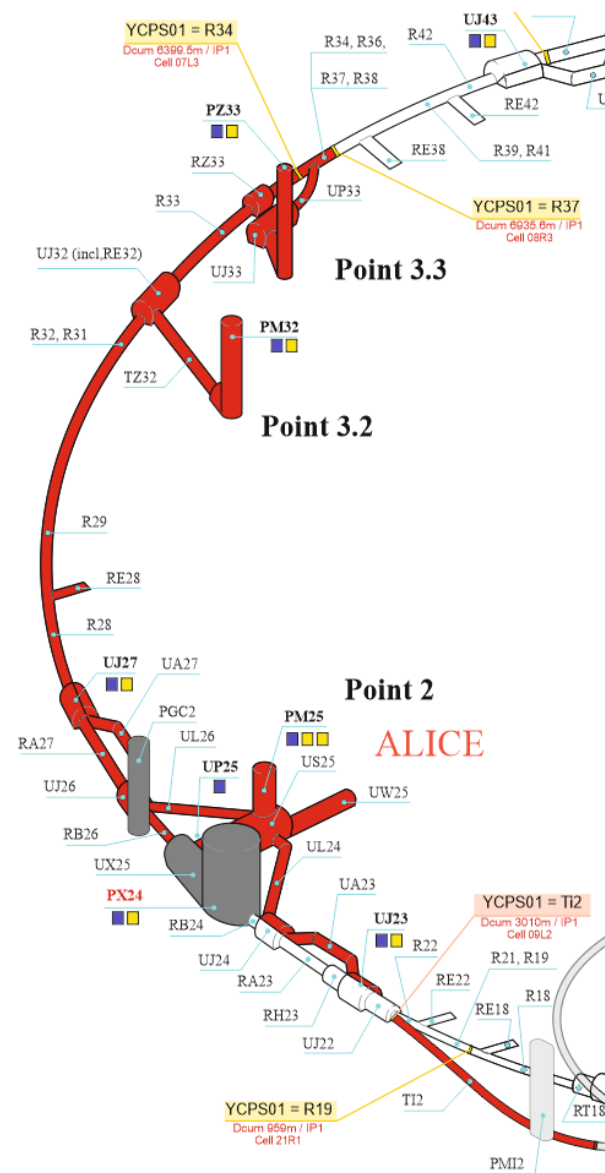 YCPS01 = R34
Dcum 6399.5m / IP1
Cell 07L3
R34, R36,
R37, R38
R42
UJ43
PZ33
RE42
RZ33
RE38
R39, R41
UP33
R33
YCPS01 = R37
Dcum 6935.6m / IP1
Cell 08R3
UJ32 (incl,RE32)
UJ33
Point 3.3
R32, R31
PM32
TZ32
Point 3.2
R29
RE28
R28
UJ27
UA27
Point 2
PGC2
PM25
UL26
ALICE
RA27
UP25
US25
UJ26
UW25
RB26
UL24
UX25
UA23
PX24
YCPS01 = Ti2
Dcum 3010m / IP1
Cell 09L2
RB24
UJ23
UJ24
R22
R21, R19
RA23
RE22
RE18
R18
RH23
UJ22
YCPS01 = R19
Dcum 959m / IP1
Cell 21R1
TI2
RT18
PMI2